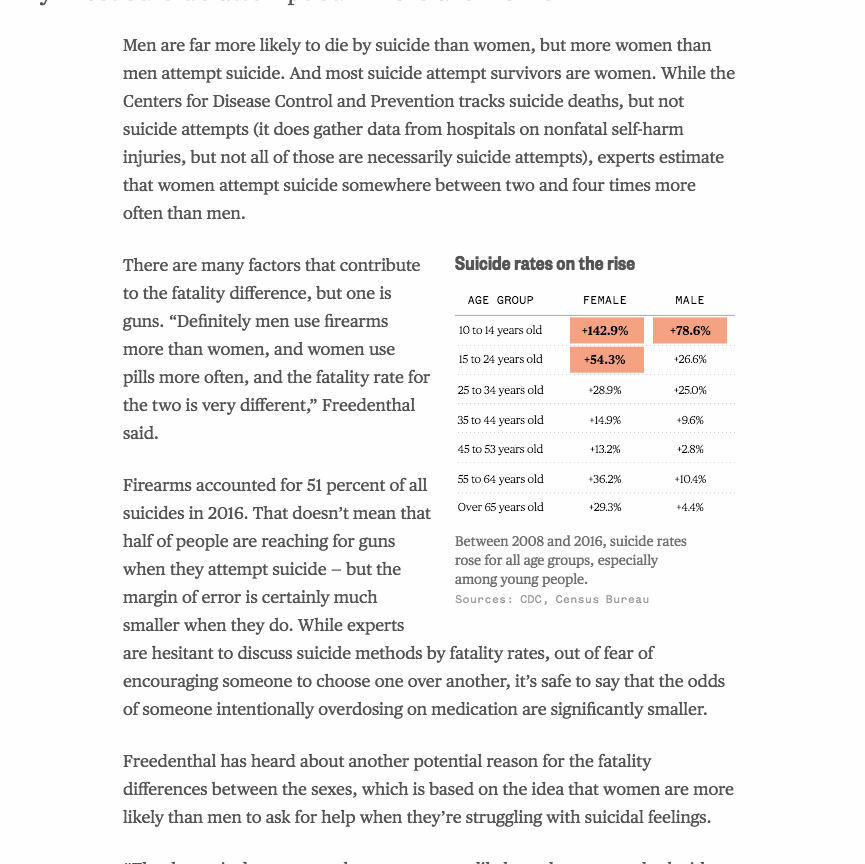 Men are far more likely to die by suicide than women, but more women than
men attempt suicide. And most suicide attempt survivors are women. While the
Centers for Disease Control and Prevention tracks suicide deaths, but not
suicide attempts (it does gather data from hospitals on nonfatal self-harm
injuries, but not all of those are necessarily suicide attempts), experts estimate
that women attempt suicide somewhere between two and four times more
often than men.
There are many factors that contribute
to the fatality difference, but one is
guns. “Definitely men use firearms
more than women, and women use
pills more often, and the fatality rate for
the two is very different,” Freedenthal
said.
Firearms accounted for 51 percent of all
suicides in 2016. That doesn’t mean that
half of people are reaching for guns
when they attempt suicide — but the
margin of error is certainly much
smaller when they do. While experts
are hesitant to discuss suicide methods by fatality rates, out of fear of
encouraging someone to choose one over another, it’s safe to say that the odds
of someone intentionally overdosing on medication are significantly smaller.
Suicide rates on the rise
AGE GROUP FEMALE MALE
10 to 14 years old +142.9% +78.6%
15 to 24 years old +54.3% +26.6%
25 to 34 years old +28.9% +25.0%
35 to 44 years old +14.9% +9.6%
45 to 53 years old +13.2% +2.8%
55 to 64 years old +36.2% +10.4%
Over 65 years old +29.3% +4.4%
Between 2008 and 2016, suicide rates
rose for all age groups, especially
among young people.
Sources: CDC, Census Bureau
Freedenthal has heard about another potential reason for the fatality
differences between the sexes, which is based on the idea that women are more
likely than men to ask for help when they’re struggling with suicidal feelings.